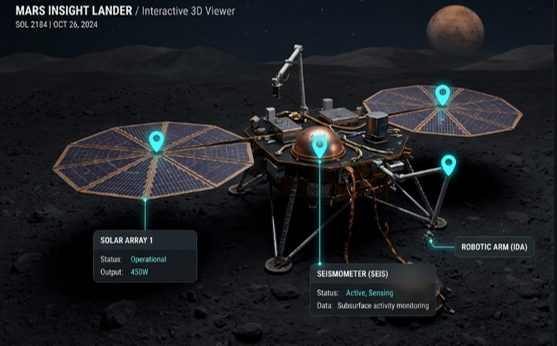 MARS INSIGHT LANDER / Interactive 3D Viewer
SOL 2184 | OCT 26, 2024
SOLAR ARRAY 1
Status: Operational
Output: 450W
ROBOTIC ARM (IDA)
SEISMOMETER (SEIS)
Status: Active, Sensing
Data: Subsurface activity monitoring